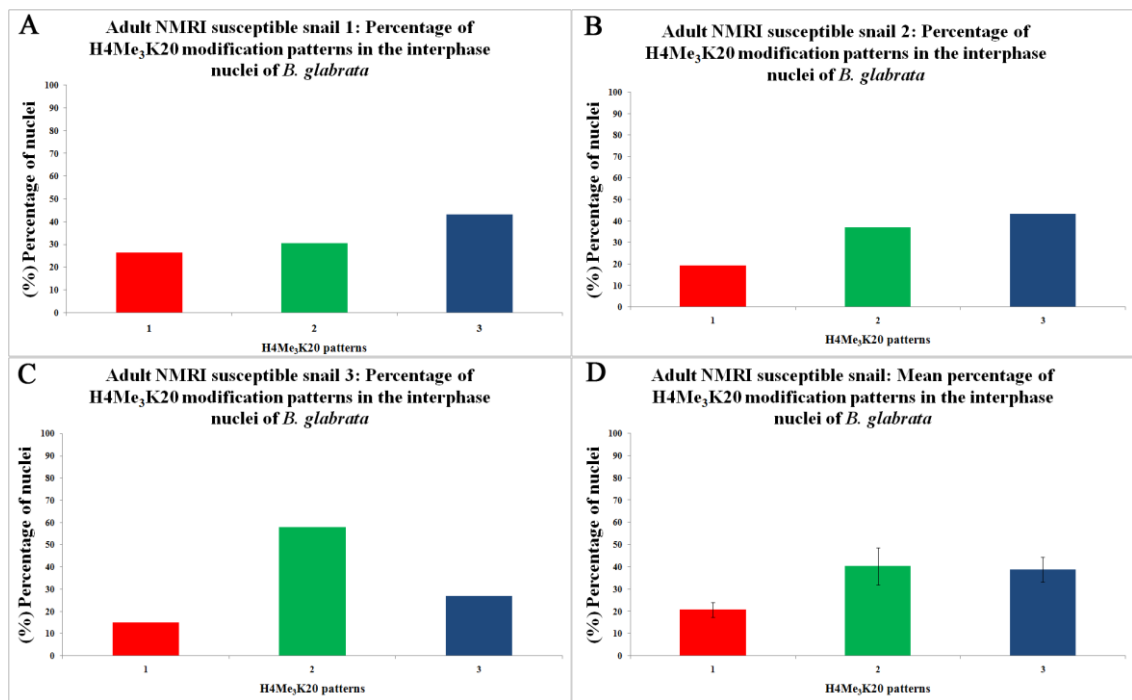 A
Adult NMRI susceptible snail 1: Percentage of
H4Me₃K20 modification patterns in the interphase
nuclei of B. glabrata
(%) Percentage of nuclei
100
90
80
70
60
50
40
30
20
10
0
1 2 3
H4Me₃K20 patterns
B
Adult NMRI susceptible snail 2: Percentage of
H4Me₃K20 modification patterns in the interphase
nuclei of B. glabrata
(%) Percentage of nuclei
100
90
80
70
60
50
40
30
20
10
0
1 2 3
H4Me₃K20 patterns
C
Adult NMRI susceptible snail 3: Percentage of
H4Me₃K20 modification patterns in the interphase
nuclei of B. glabrata
(%) Percentage of nuclei
100
90
80
70
60
50
40
30
20
10
0
1 2 3
H4Me₃K20 patterns
D
Adult NMRI susceptible snail: Mean percentage of
H4Me₃K20 modification patterns in the interphase
nuclei of B. glabrata
(%) Percentage of nuclei
100
90
80
70
60
50
40
30
20
10
0
1 2 3
H4Me₃K20 patterns